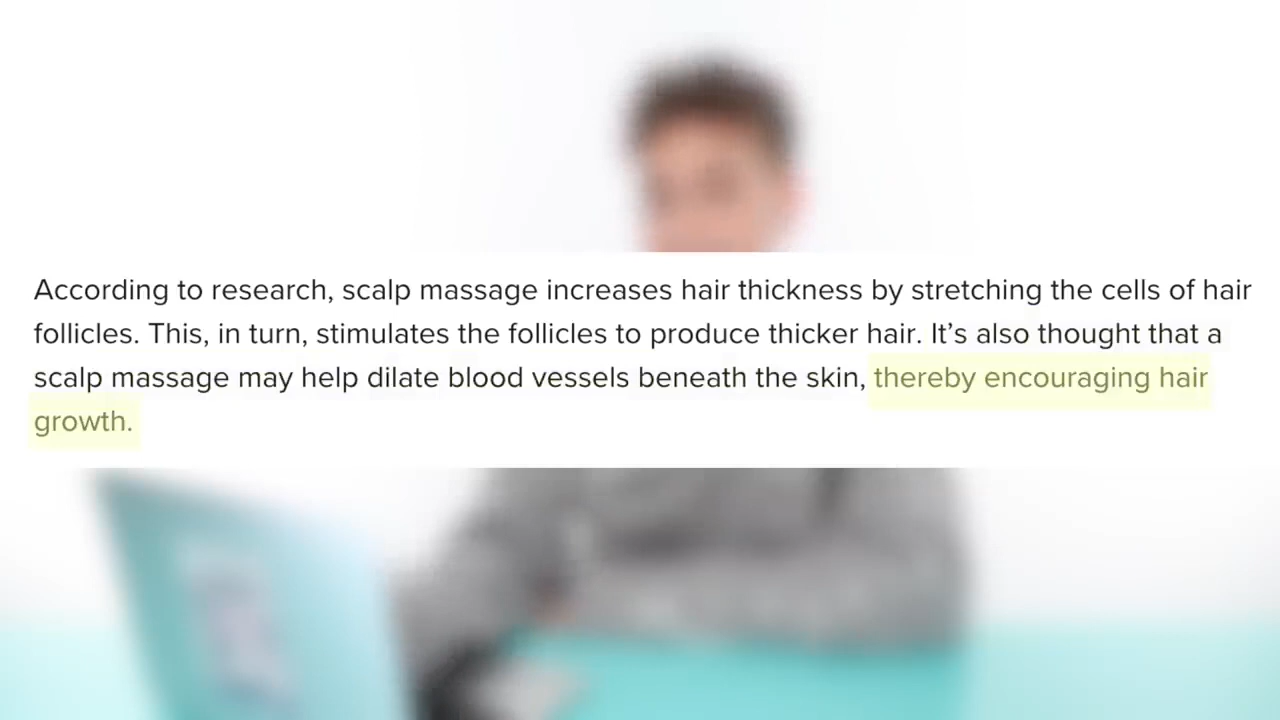 According to research, scalp massage increases hair thickness by stretching the cells of hair
follicles. This, in turn, stimulates the follicles to produce thicker hair. It’s also thought that a
scalp massage may help dilate blood vessels beneath the skin, thereby encouraging hair
growth.